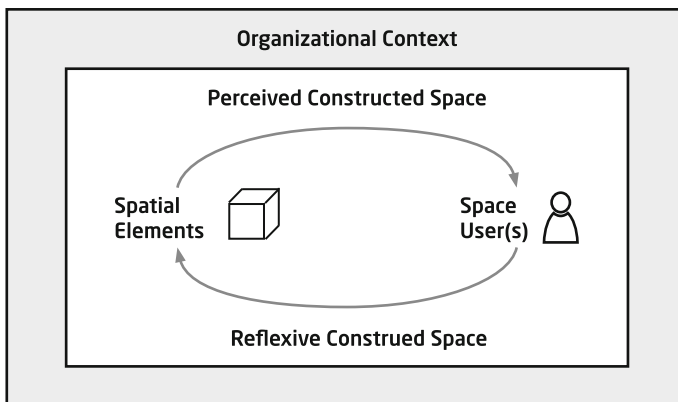 Organizational Context
Perceived Constructed Space
Spatial
Elements
Space
User(s)
Reflexive Construed Space